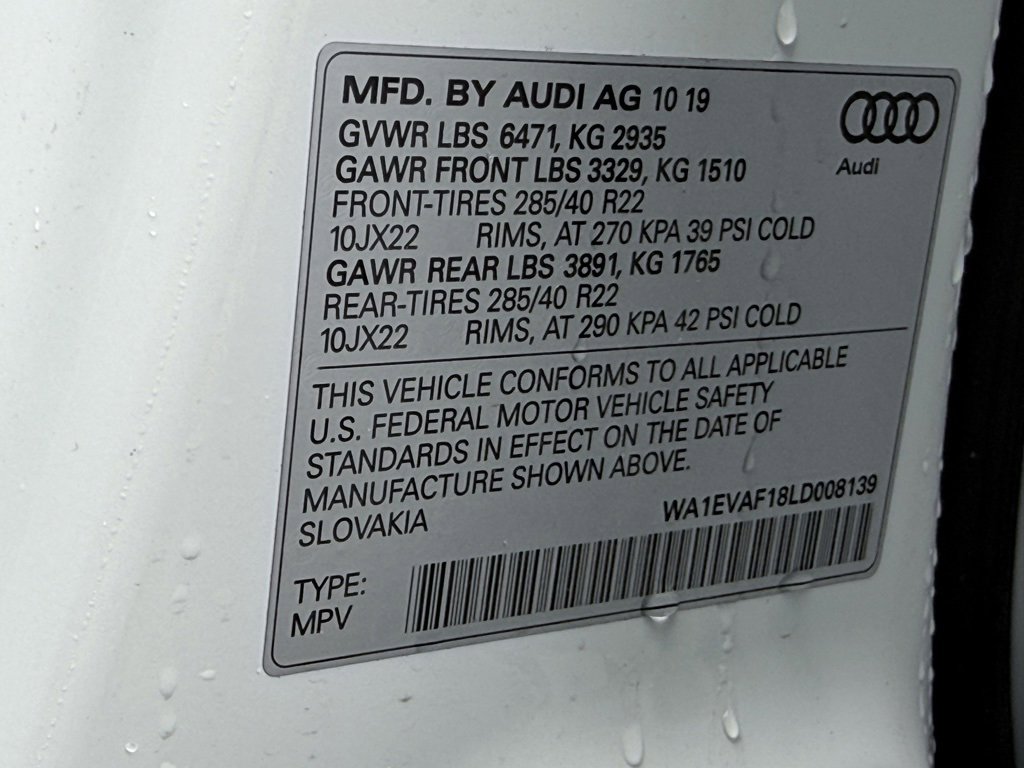 MFD. BY AUDI AG 10 19
Audi
GVWR LBS 6471, KG 2935
GAWR FRONT LBS 3329, KG 1510
FRONT-TIRES 285/40 R22
10JX22 RIMS, AT 270 KPA 39 PSI COLD
GAWR REAR LBS 3891, KG 1765
REAR-TIRES 285/40 R22
10JX22 RIMS, AT 290 KPA 42 PSI COLD
THIS VEHICLE CONFORMS TO ALL APPLICABLE
U.S. FEDERAL MOTOR VEHICLE SAFETY
STANDARDS IN EFFECT ON THE DATE OF
MANUFACTURE SHOWN ABOVE.
SLOVAKIA
WA1EVAF18LD008139
TYPE:
MPV